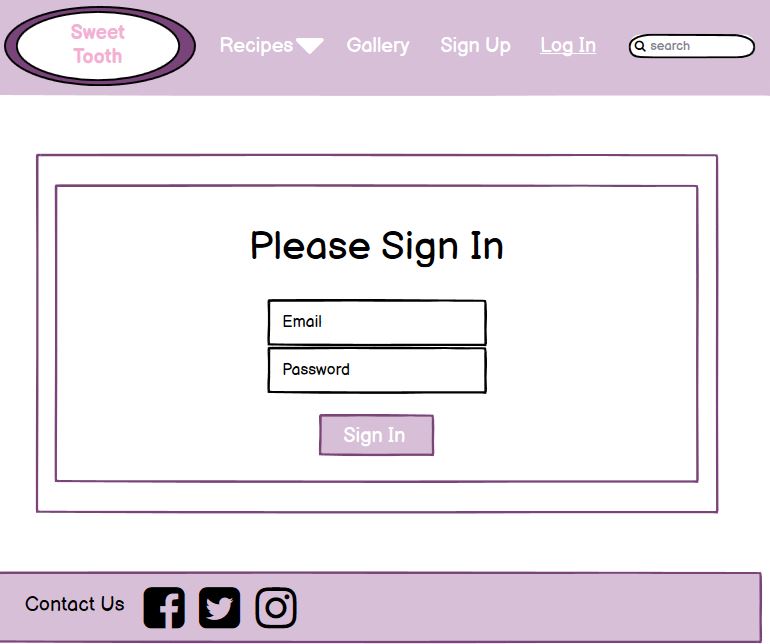 Sweet
Tooth
Recipes Gallery Sign Up Log In search
Please Sign In
Email
Password
Sign In
Contact Us